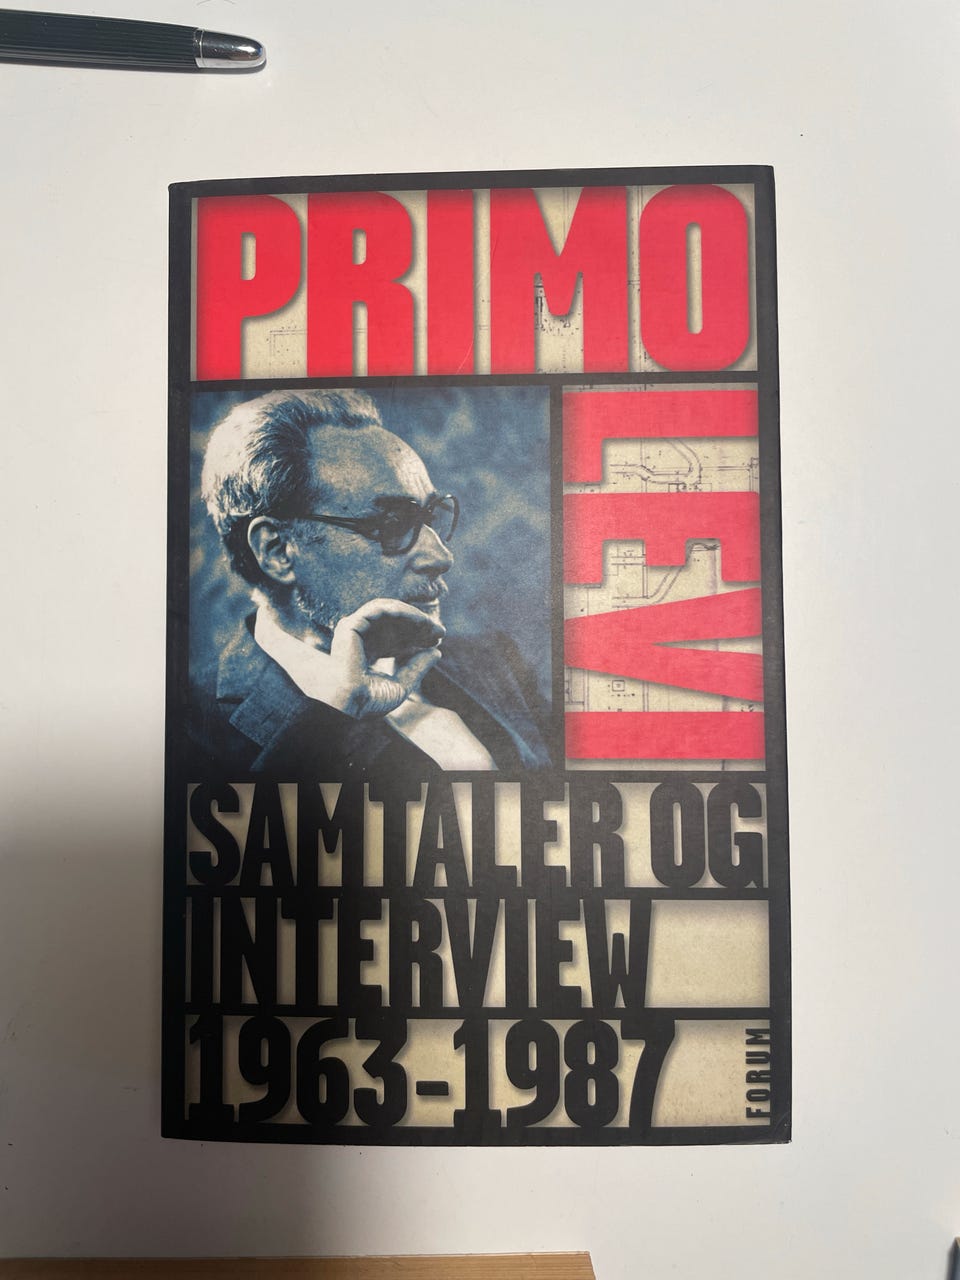 PRIMO
LEVI
SAMTALER OG
INTERVIEW
1963-1987
FORUM